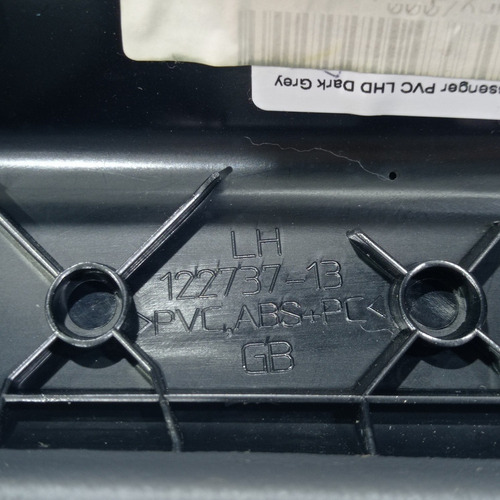 ssenger PVC LHD Dark Grey
LH
122737-13
>PVC,ABS+PC<
GB